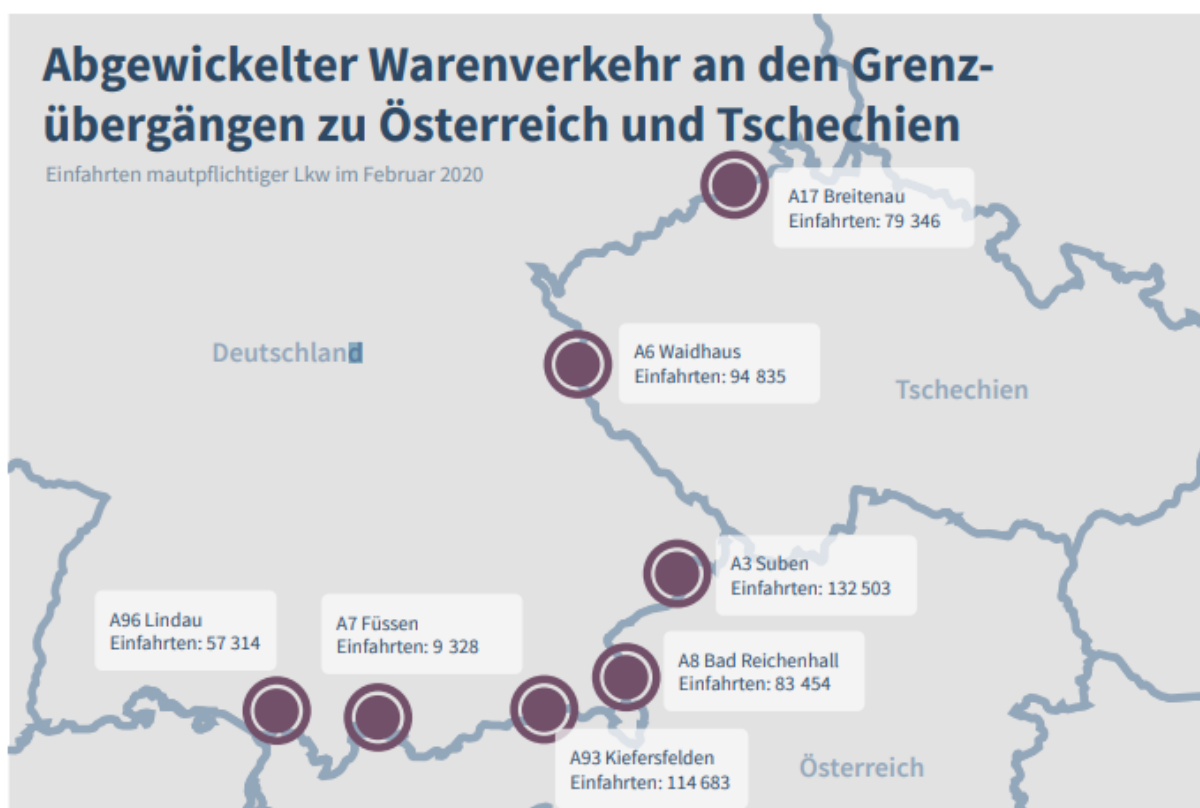 Abgewickelter Warenverkehr an den Grenz-
übergängen zu Österreich und Tschechien
Einfahrten mautpflichtiger Lkw im Februar 2020
A17 Breitenau
Einfahrten: 79 346
Deutschland
A6 Waidhaus
Einfahrten: 94 835
Tschechien
A3 Suben
Einfahrten: 132 503
A96 Lindau
Einfahrten: 57 314
A7 Füssen
Einfahrten: 9 328
A8 Bad Reichenhall
Einfahrten: 83 454
A93 Kiefersfelden
Einfahrten: 114 683
Österreich